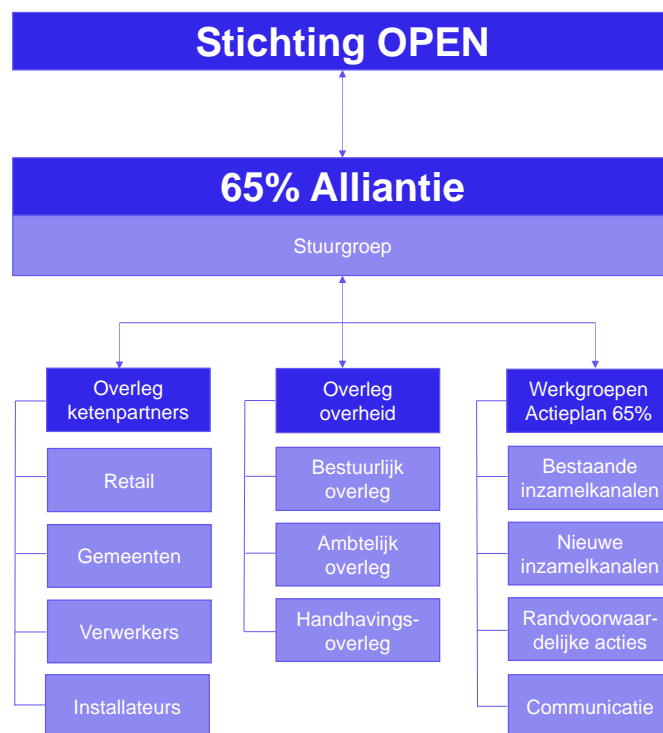 Stichting OPEN
65% Alliantie
Stuurgroep
Overleg
ketenpartners
Retail
Gemeenten
Verwerkers
Installateurs
Overleg
overheid
Bestuurlijk
overleg
Ambtelijk
overleg
Handhavings-
overleg
Werkgroepen
Actieplan 65%
Bestaande
inzamelkanalen
Nieuwe
inzamelkanalen
Randvoorwaar-
delijke acties
Communicatie